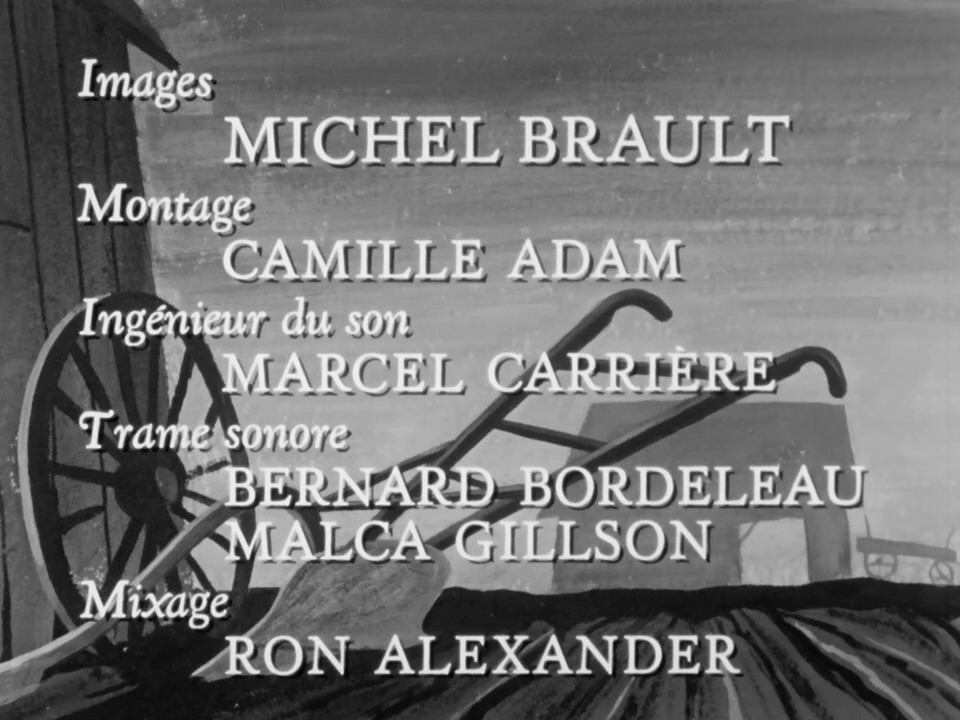 Images
MICHEL BRAULT
Montage
CAMILLE ADAM
Ingénieur du son
MARCEL CARRIÈRE
Trame sonore
BERNARD BORDELEAU
MALCA GILLSON
Mixage
RON ALEXANDER